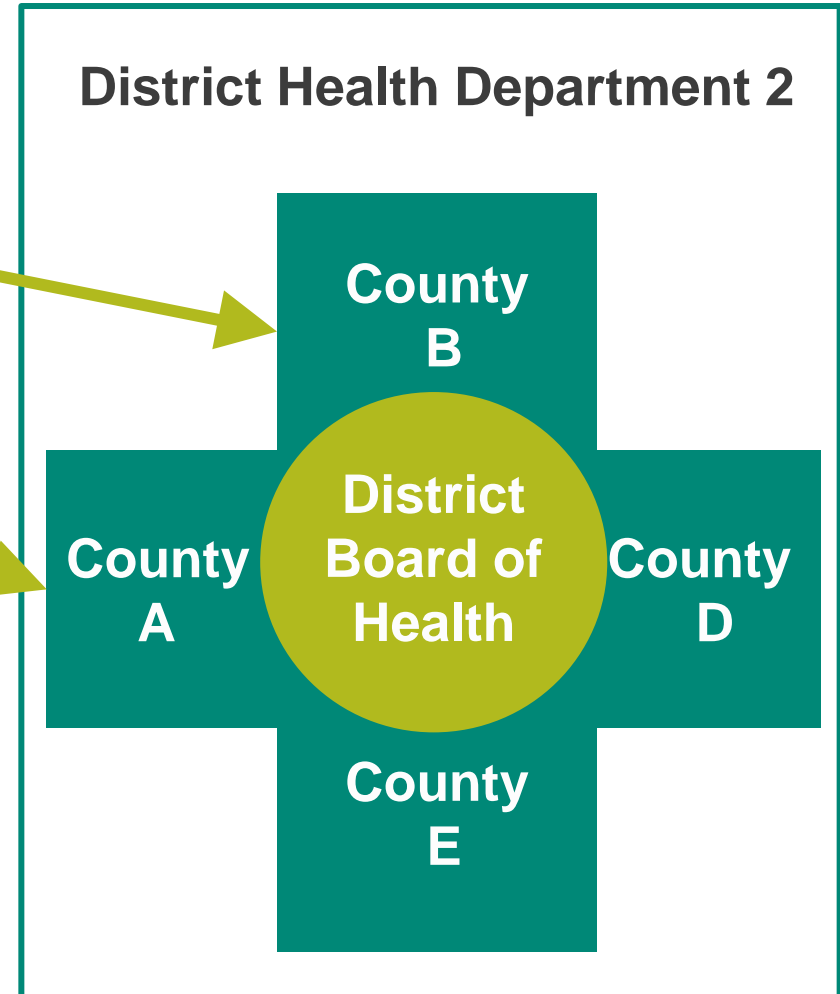 District Health Department 2
County
B
County
A
District
Board of
Health
County
D
County
E